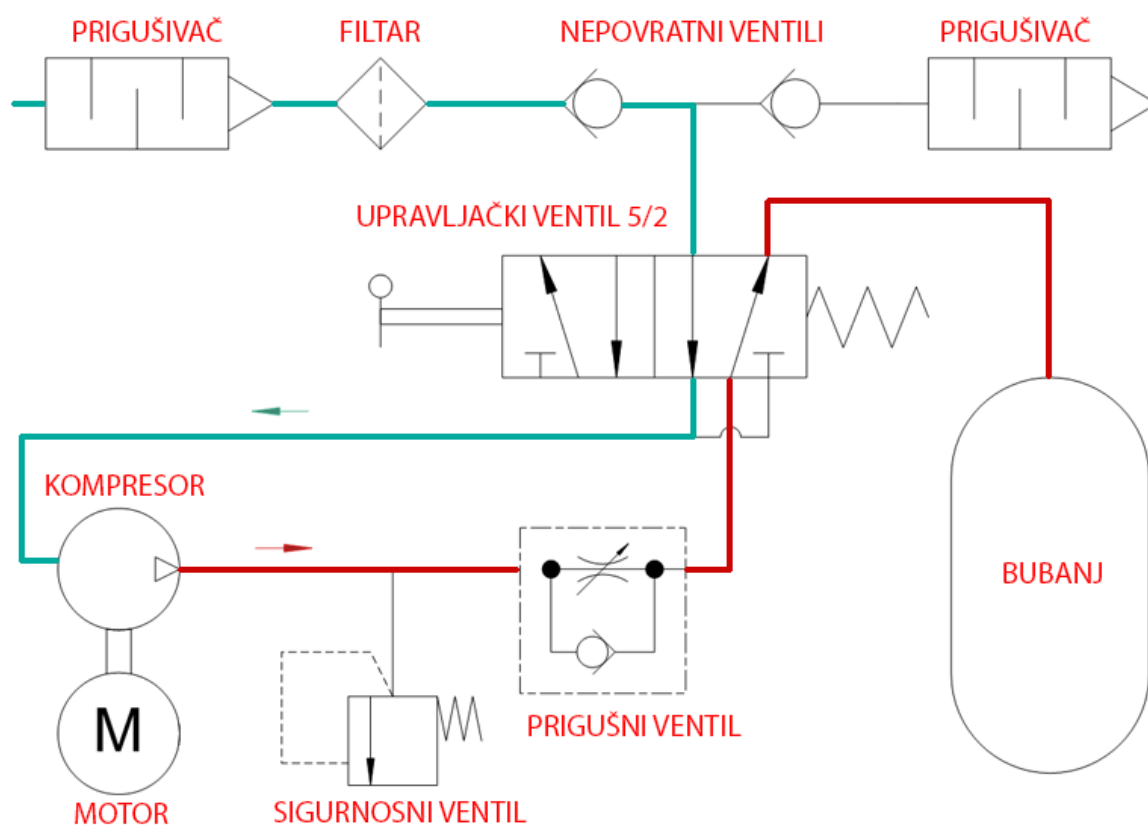 PRIGUŠIVAČ
FILTAR
NEPOVRATNI VENTILI
PRIGUŠIVAČ
UPRAVLJAČKI VENTIL 5/2
KOMPRESOR
BUBANJ
M
PRIGUŠNI VENTIL
MOTOR
SIGURNOSNI VENTIL